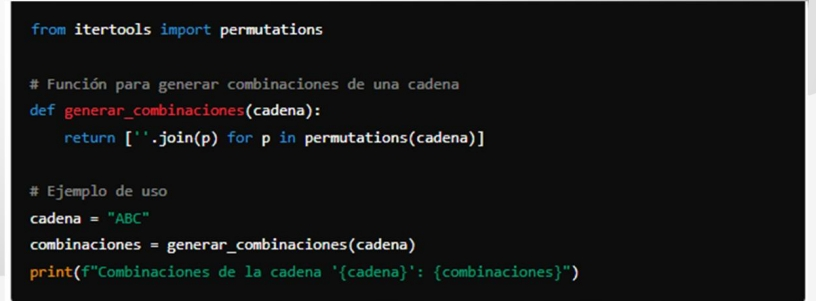 from itertools import permutations
# Función para generar combinaciones de una cadena
def generar_combinaciones(cadena):
    return [''.join(p) for p in permutations(cadena)]
# Ejemplo de uso
cadena = "ABC"
combinaciones = generar_combinaciones(cadena)
print(f"Combinaciones de la cadena '{cadena}': {combinaciones}")